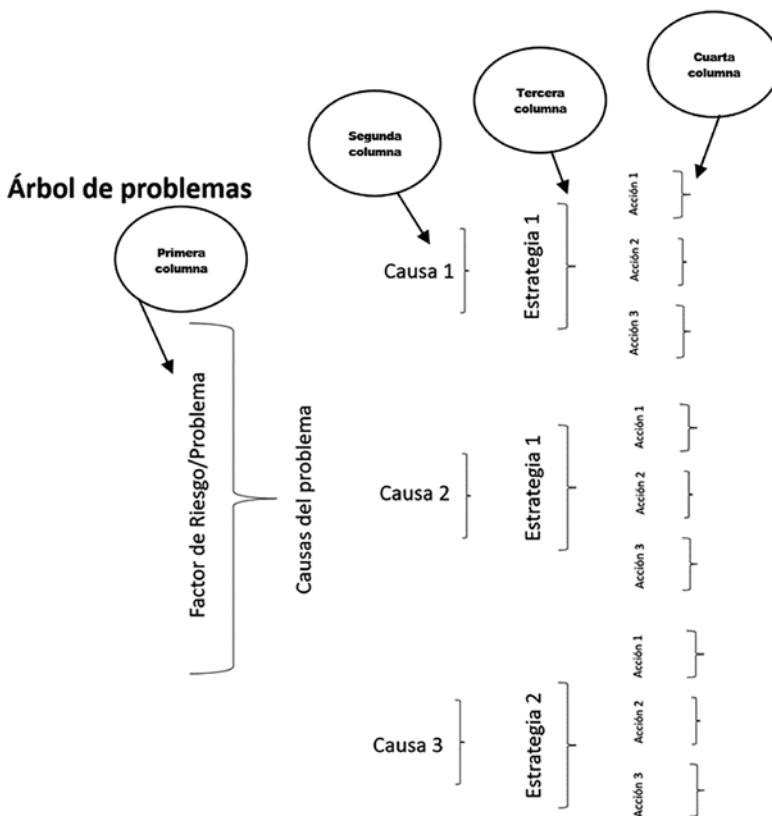 Cuarta
columna
Tercera
columna
Segunda
columna
Árbol de problemas
Primera
columna
Factor de Riesgo/Problema
Causas del problema
Causa 1
Estrategia 1
Acción 1
Acción 2
Acción 3
Causa 2
Estrategia 1
Acción 1
Acción 2
Acción 3
Causa 3
Estrategia 2
Acción 1
Acción 2
Acción 3